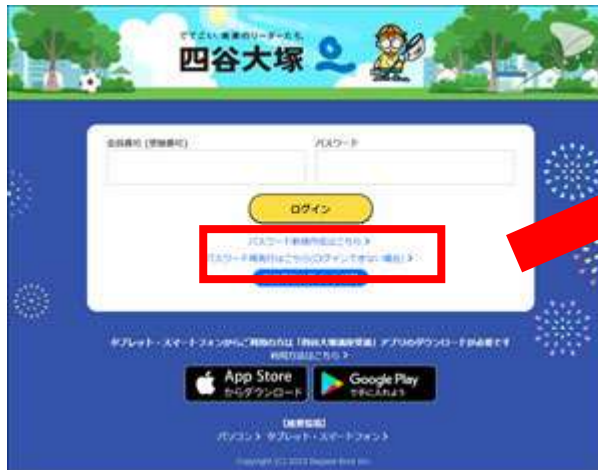 でてこい、未来のリーダーたち。
四谷大塚
会員番号 (受験番号)
パスワード
ログイン
パスワード新規作成はこちら >
パスワード再発行はこちら(ログインできない場合) >
タブレット・スマートフォンからご利用の方は「四谷大塚講座受講」アプリのダウンロードが必要です
利用方法はこちら >
App Store
からダウンロード
Google Play
で手に入れよう
【推奨環境】
パソコン > タブレット・スマートフォン >